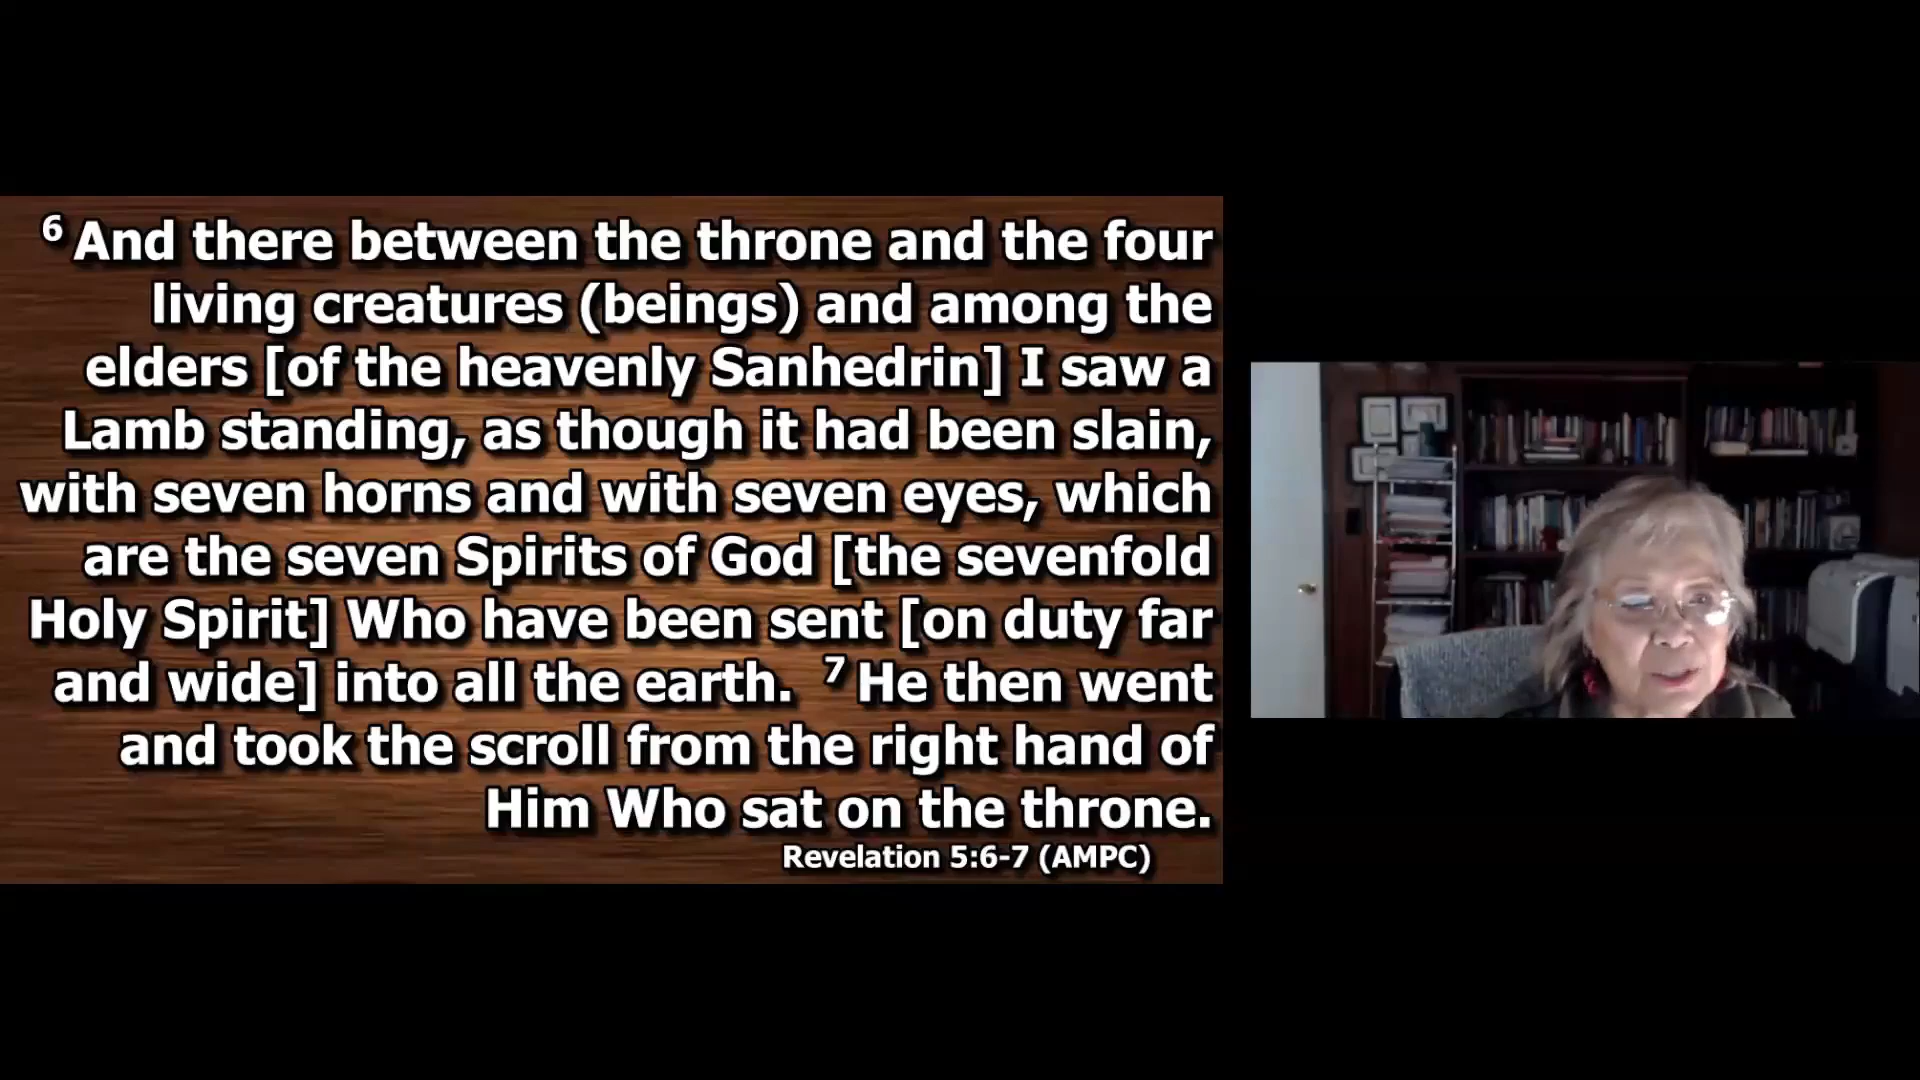 6 And there between the throne and the four
living creatures (beings) and among the
elders [of the heavenly Sanhedrin] I saw a
Lamb standing, as though it had been slain,
with seven horns and with seven eyes, which
are the seven Spirits of God [the sevenfold
Holy Spirit] Who have been sent [on duty far
and wide] into all the earth. 7 He then went
and took the scroll from the right hand of
Him Who sat on the throne.
Revelation 5:6-7 (AMPC)